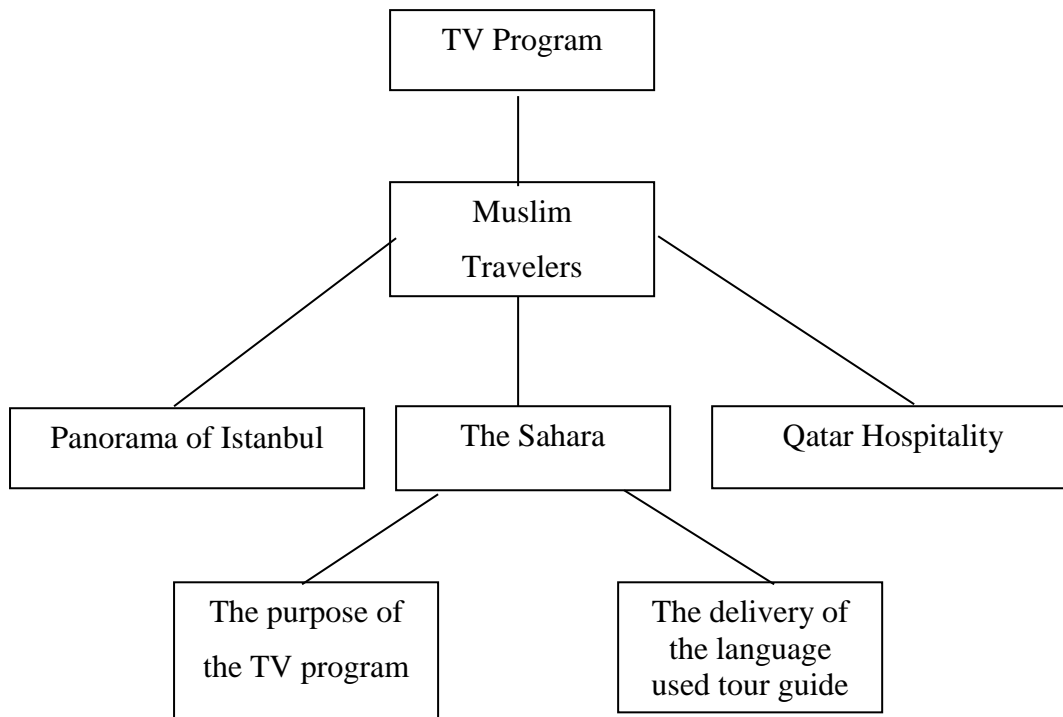 TV Program
Muslim
Travelers
Panorama of Istanbul
The Sahara
Qatar Hospitality
The purpose of
the TV program
The delivery of
the language
used tour guide